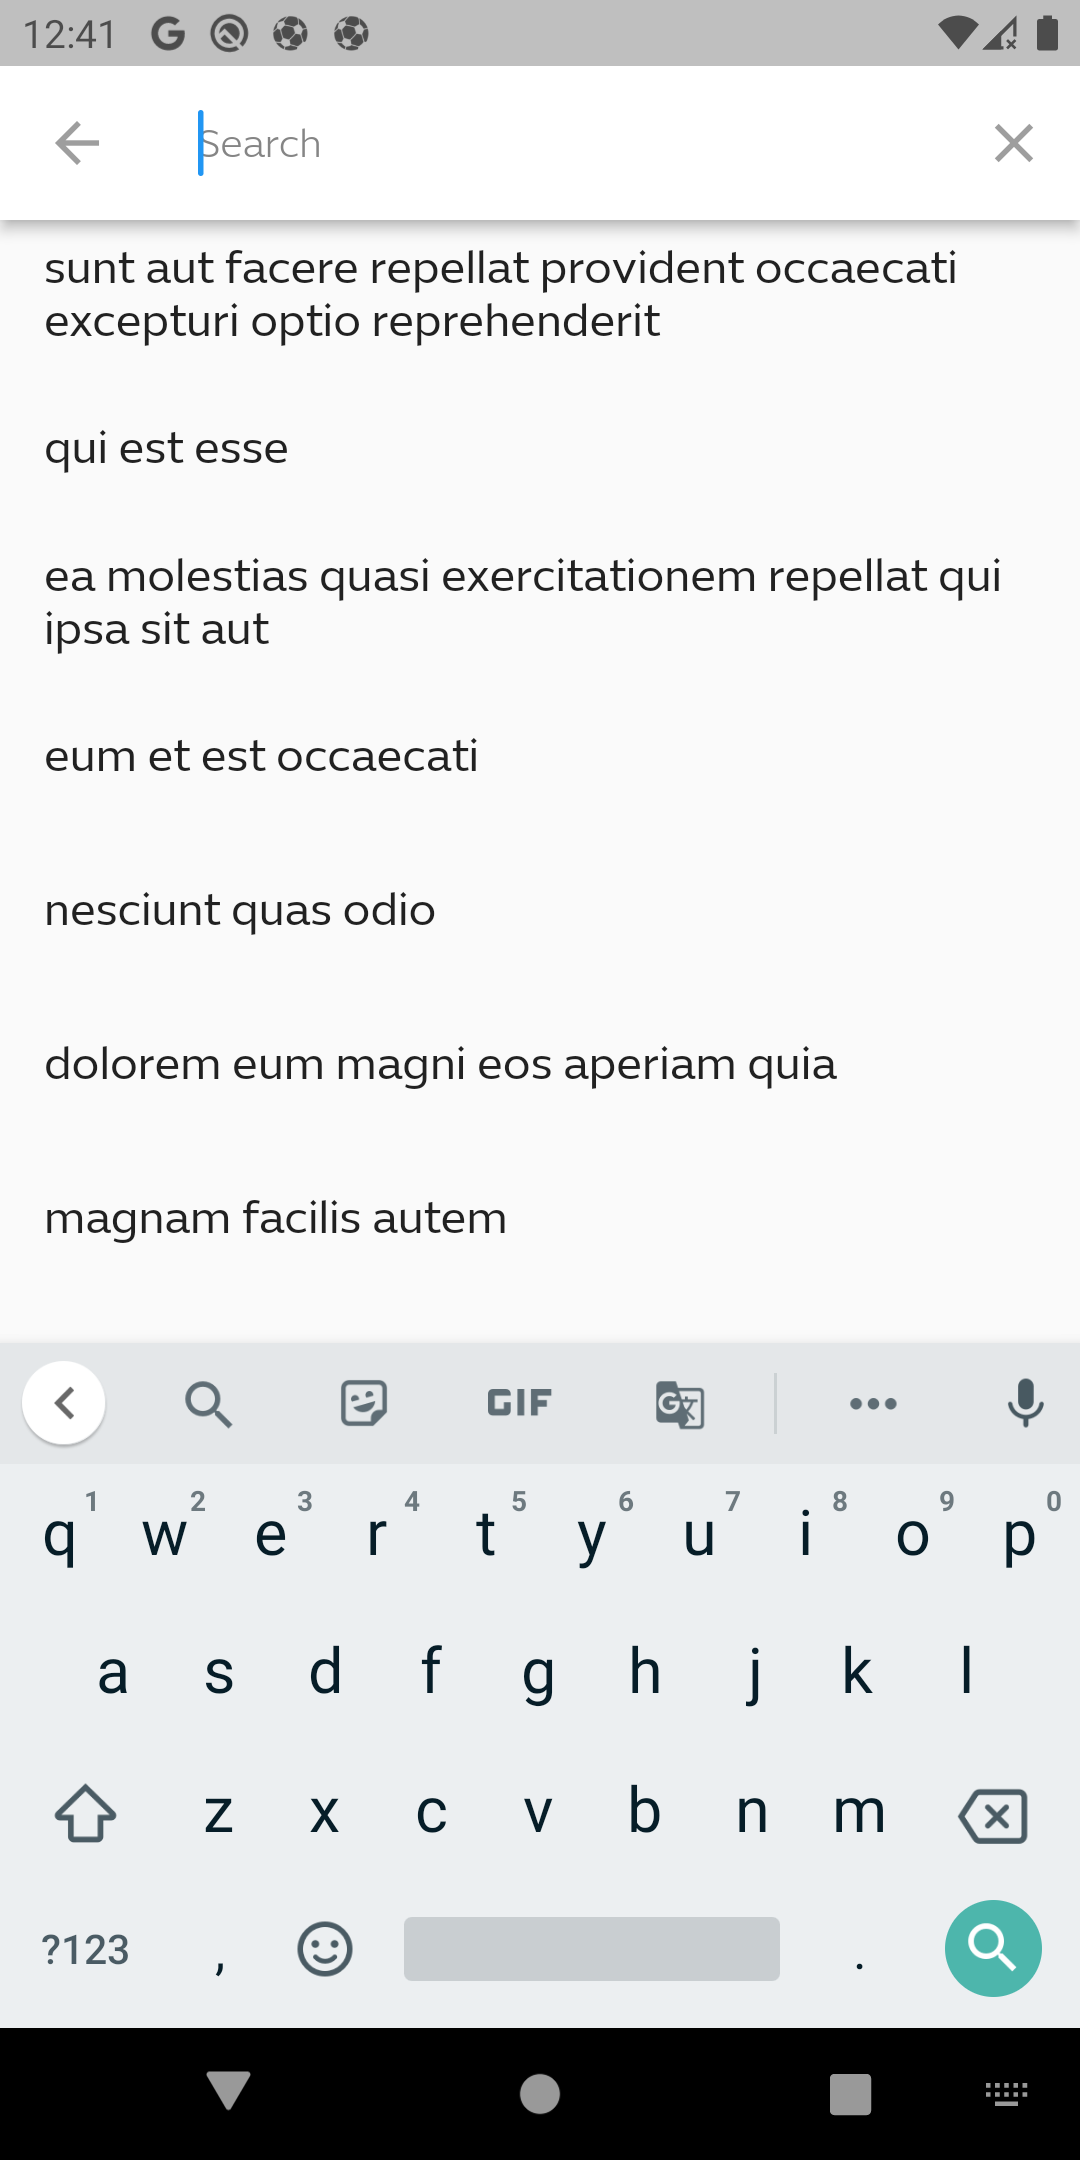 12:41
Search
sunt aut facere repellat provident occaecati
excepturi optio reprehenderit
qui est esse
ea molestias quasi exercitationem repellat qui
ipsa sit aut
eum et est occaecati
nesciunt quas odio
dolorem eum magni eos aperiam quia
magnam facilis autem
GIF
1 2 3 4 5 6 7 8 9 0
q w e r t y u i o p
a s d f g h j k l
z x c v b n m
?123 , .